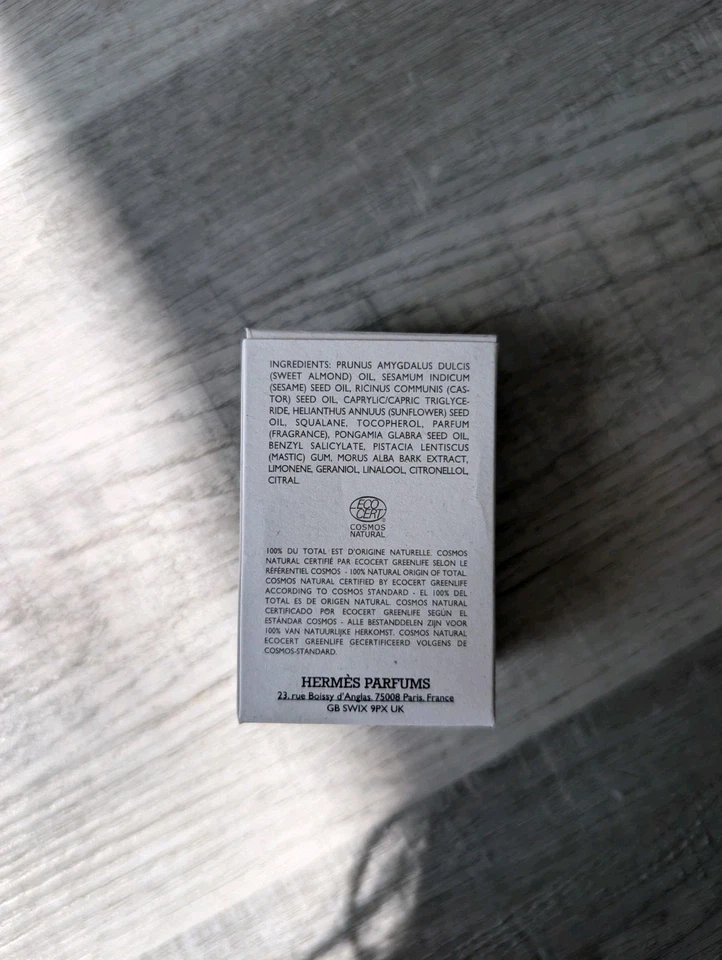 INGREDIENTS: PRUNUS AMYGDALUS DULCIS
(SWEET ALMOND) OIL, SESAMUM INDICUM
(SESAME) SEED OIL, RICINUS COMMUNIS (CAS-
TOR) SEED OIL, CAPRYLIC/CAPRIC TRIGLYCE-
RIDE, HELIANTHUS ANNUUS (SUNFLOWER) SEED
OIL, SQUALANE, TOCOPHEROL, PARFUM
(FRAGRANCE), PONGAMIA GLABRA SEED OIL,
BENZYL SALICYLATE, PISTACIA LENTISCUS
(MASTIC) GUM, MORUS ALBA BARK EXTRACT,
LIMONENE, GERANIOL, LINALOOL, CITRONELLOL,
CITRAL.
ECO
CERT®
COSMOS
NATURAL
100% DU TOTAL EST D'ORIGINE NATURELLE. COSMOS
NATURAL CERTIFIÉ PAR ECOCERT GREENLIFE SELON LE
RÉFÉRENTIEL COSMOS - 100% NATURAL ORIGIN OF TOTAL.
COSMOS NATURAL CERTIFIED BY ECOCERT GREENLIFE
ACCORDING TO COSMOS STANDARD - EL 100% DEL
TOTAL ES DE ORIGEN NATURAL. COSMOS NATURAL
CERTIFICADO POR ECOCERT GREENLIFE SEGÚN EL
ESTÁNDAR COSMOS - ALLE BESTANDDELEN ZIJN VOOR
100% VAN NATUURLIJKE HERKOMST. COSMOS NATURAL
ECOCERT GREENLIFE GECERTIFICEERD VOLGENS DE
COSMOS-STANDARD.
HERMÈS PARFUMS
23, rue Boissy d'Anglas, 75008 Paris, France
GB SWIX 9PX UK